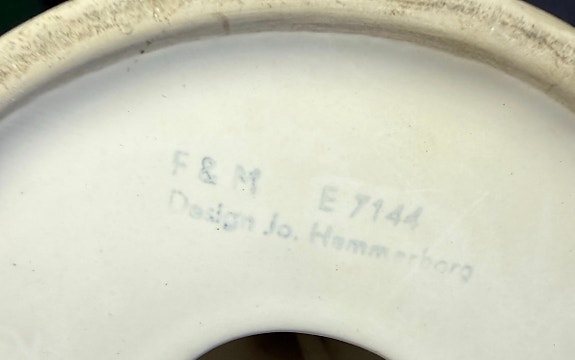 F & M E 7144
Design Jo. Hammerborg